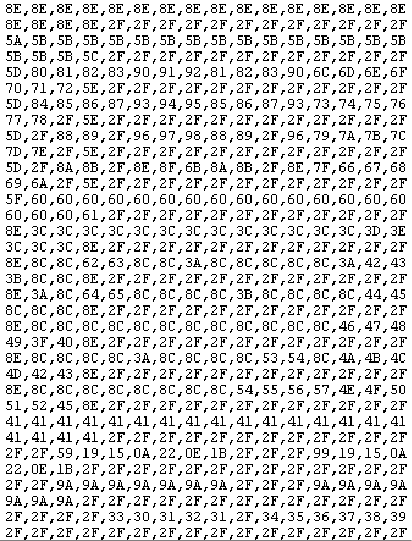 8E,8E,8E,8E,8E,8E,8E,8E,8E,8E,8E,8E,8E,8E,8E,8E
8E,8E,8E,8E,2F,2F,2F,2F,2F,2F,2F,2F,2F,2F,2F,2F
5A,5B,5B,5B,5B,5B,5B,5B,5B,5B,5B,5B,5B,5B,5B,5B
5B,5B,5B,5C,2F,2F,2F,2F,2F,2F,2F,2F,2F,2F,2F,2F
5D,80,81,82,83,90,91,92,81,82,83,90,6C,6D,6E,6F
70,71,72,5E,2F,2F,2F,2F,2F,2F,2F,2F,2F,2F,2F,2F
5D,84,85,86,87,93,94,95,85,86,87,93,73,74,75,76
77,78,2F,5E,2F,2F,2F,2F,2F,2F,2F,2F,2F,2F,2F,2F
5D,2F,88,89,2F,96,97,98,88,89,2F,96,79,7A,7B,7C
7D,7E,2F,5E,2F,2F,2F,2F,2F,2F,2F,2F,2F,2F,2F,2F
5D,2F,8A,8B,2F,8E,8F,6B,8A,8B,2F,8E,7F,66,67,68
69,6A,2F,5E,2F,2F,2F,2F,2F,2F,2F,2F,2F,2F,2F,2F
5F,60,60,60,60,60,60,60,60,60,60,60,60,60,60,60
60,60,60,61,2F,2F,2F,2F,2F,2F,2F,2F,2F,2F,2F,2F
8E,3C,3C,3C,3C,3C,3C,3C,3C,3C,3C,3C,3C,3C,3D,3E
3C,3C,3C,8E,2F,2F,2F,2F,2F,2F,2F,2F,2F,2F,2F,2F
8E,8C,8C,62,63,8C,8C,3A,8C,8C,8C,8C,8C,3A,42,43
3B,8C,8C,8E,2F,2F,2F,2F,2F,2F,2F,2F,2F,2F,2F,2F
8E,3A,8C,64,65,8C,8C,8C,8C,3B,8C,8C,8C,8C,44,45
8C,8C,8C,8E,2F,2F,2F,2F,2F,2F,2F,2F,2F,2F,2F,2F
8E,8C,8C,8C,8C,8C,8C,8C,8C,8C,8C,8C,8C,46,47,48
49,3F,40,8E,2F,2F,2F,2F,2F,2F,2F,2F,2F,2F,2F,2F
8E,8C,8C,8C,8C,3A,8C,8C,8C,8C,53,54,8C,4A,4B,4C
4D,42,43,8E,2F,2F,2F,2F,2F,2F,2F,2F,2F,2F,2F,2F
8E,8C,8C,8C,8C,8C,8C,8C,8C,54,55,56,57,4E,4F,50
51,52,45,8E,2F,2F,2F,2F,2F,2F,2F,2F,2F,2F,2F,2F
41,41,41,41,41,41,41,41,41,41,41,41,41,41,41,41
41,41,41,41,2F,2F,2F,2F,2F,2F,2F,2F,2F,2F,2F,2F
2F,2F,59,19,15,0A,22,0E,1B,2F,2F,2F,99,19,15,0A
22,0E,1B,2F,2F,2F,2F,2F,2F,2F,2F,2F,2F,2F,2F,2F
2F,2F,9A,9A,9A,9A,9A,9A,9A,2F,2F,2F,9A,9A,9A,9A
9A,9A,9A,2F,2F,2F,2F,2F,2F,2F,2F,2F,2F,2F,2F,2F
2F,2F,2F,2F,33,30,31,32,31,2F,34,35,36,37,38,39
2F,2F,2F,2F,2F,2F,2F,2F,2F,2F,2F,2F,2F,2F,2F,2F